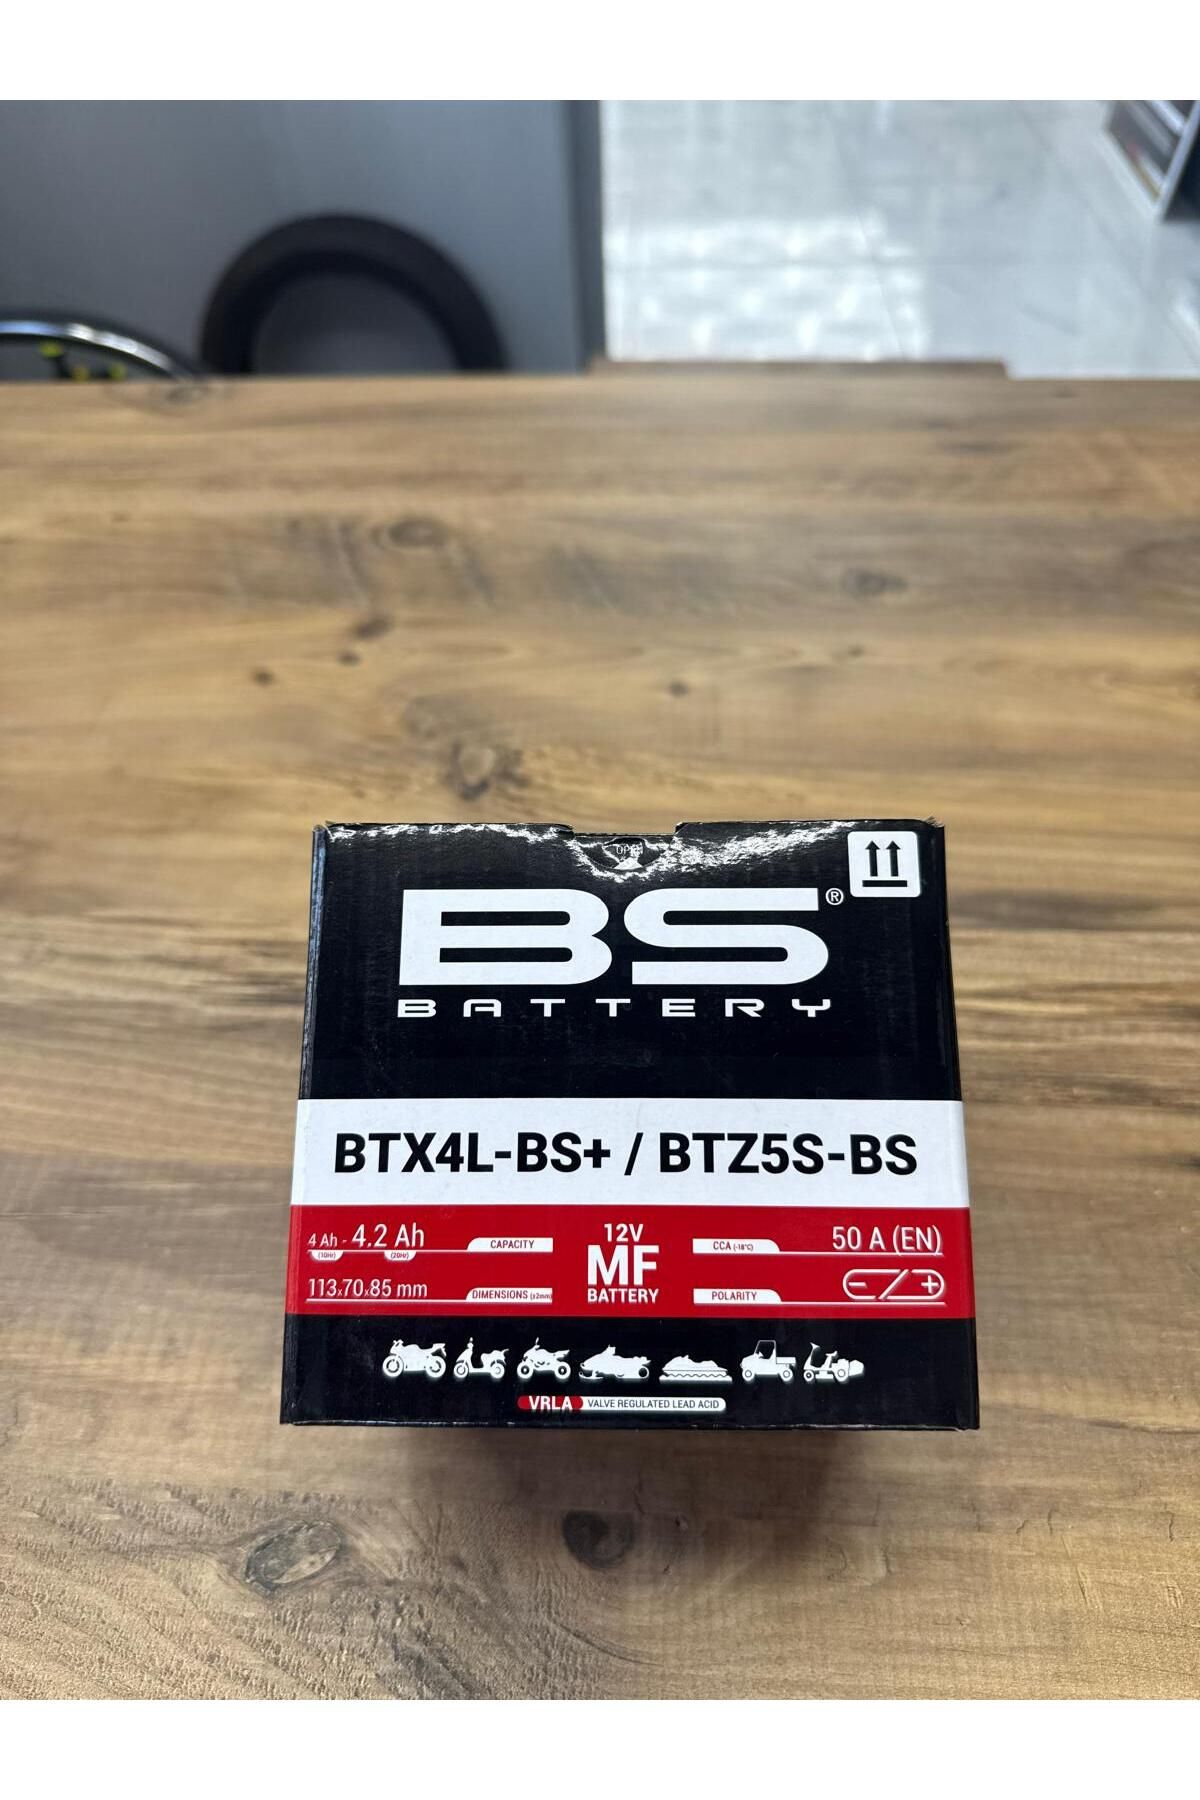 OPEN
BS®
BATTERY
BTX4L-BS+ / BTZ5S-BS
4 Ah - 4.2 Ah CAPACITY
(10Hr) (20Hr)
113x70x85 mm DIMENSIONS (±2mm)
12V
MF
BATTERY
CCA (-18°C) 50 A (EN)
POLARITY - / +
VRLA VALVE REGULATED LEAD ACID